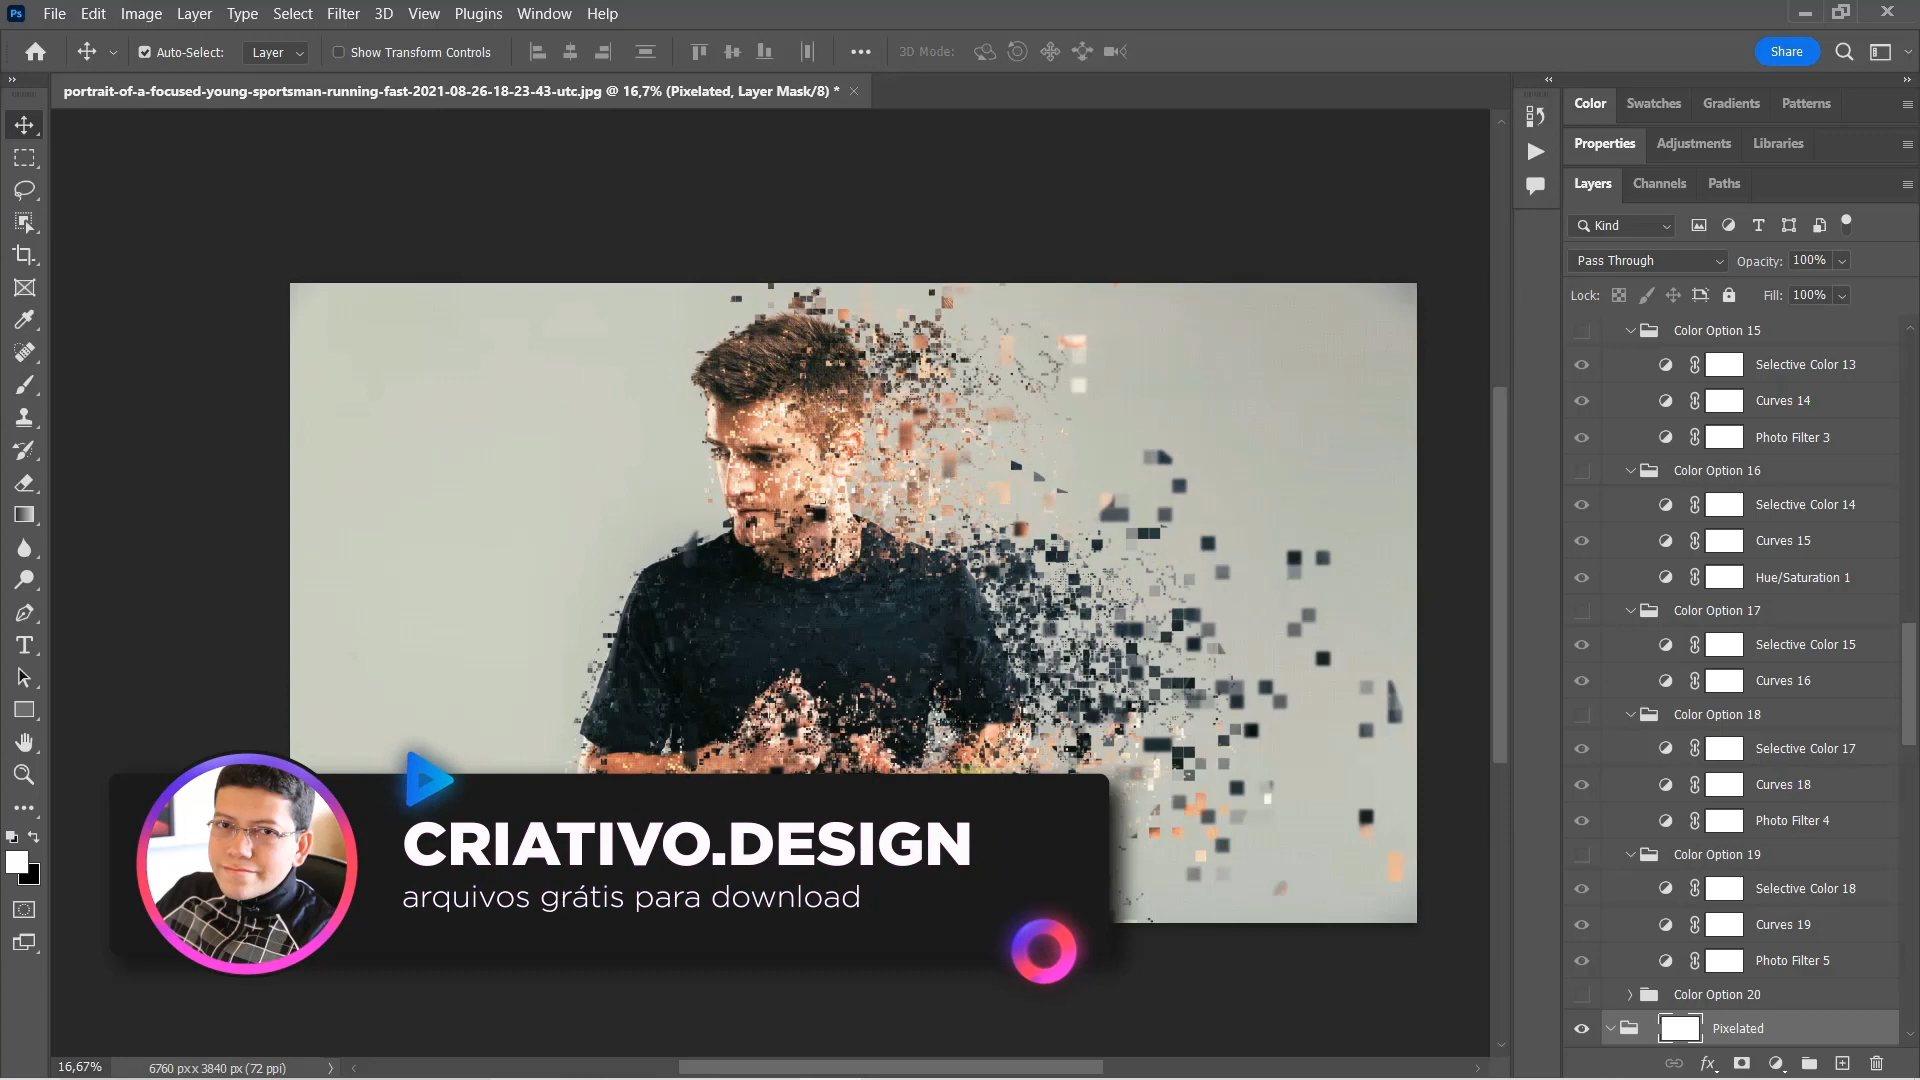 Ps File Edit Image Layer Type Select Filter 3D View Plugins Window Help
Auto-Select: Layer Show Transform Controls 3D Mode: Share
portrait-of-a-focused-young-sportsman-running-fast-2021-08-26-18-23-43-utc.jpg @ 16,7% (Pixelated, Layer Mask/8) *
Color Swatches Gradients Patterns
Properties Adjustments Libraries
Layers Channels Paths
Kind
Pass Through Opacity: 100%
Lock: Fill: 100%
Color Option 15
Selective Color 13
Curves 14
Photo Filter 3
Color Option 16
Selective Color 14
Curves 15
Hue/Saturation 1
Color Option 17
Selective Color 15
Curves 16
Color Option 18
Selective Color 17
Curves 18
Photo Filter 4
Color Option 19
Selective Color 18
Curves 19
Photo Filter 5
Color Option 20
Pixelated
fx
CRIATIVO.DESIGN
arquivos grátis para download
16,67% 6760 px x 3840 px (72 ppi)